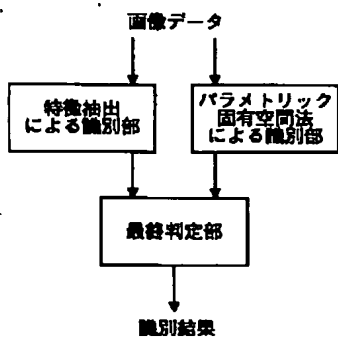 画像データ
特徴抽出
による識別部
パラメトリック
固有空間法
による識別部
最終判定部
識別結果